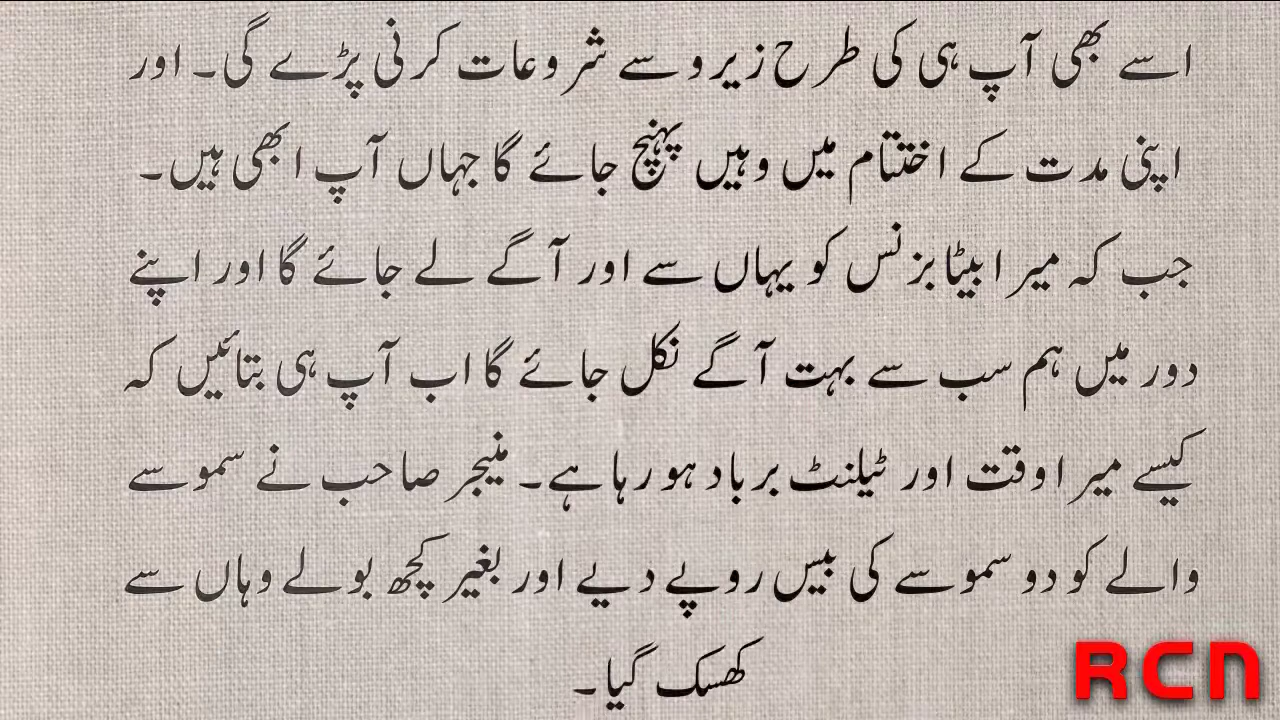 اسے بھی آپ ہی کی طرح زیرو سے شروعات کرنی پڑے گی۔ اور
اپنی مدت کے اختتام میں وہیں پہنچ جائے گا جہاں آپ ابھی ہیں۔
جب کہ میرا بیٹا بزنس کو یہاں سے اور آگے لے جائے گا اور اپنے
دور میں ہم سب سے بہت آگے نکل جائے گا اب آپ ہی بتائیں کہ
کیسے میرا وقت اور ٹیلنٹ برباد ہو رہا ہے۔ منیجر صاحب نے سموسے
والے کو دو سموسے کی بیس روپے دیے اور بغیر کچھ بولے وہاں سے
کھسک گیا۔
RCN